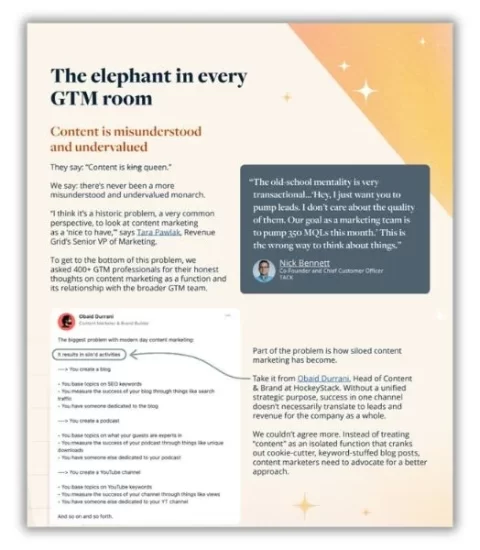 The elephant in every
GTM room
Content is misunderstood
and undervalued
They say: “Content is king queen.”
We say: there’s never been a more
misunderstood and undervalued monarch.
“I think it’s a historic problem, a very common
perspective, to look at content marketing
as a ‘nice to have,’” says Tara Pawlak, Revenue
Grid’s Senior VP of Marketing.
To get to the bottom of this problem, we
asked 400+ GTM professionals for their honest
thoughts on content marketing as a function and
its relationship with the broader GTM team.
“The old-school mentality is very
transactional...‘Hey, I just want you to
pump leads. I don’t care about the quality
of them. Our goal as a marketing team is
to pump 350 MQLs this month.’ This is
the wrong way to think about things.”
Nick Bennett
Co-Founder and Chief Customer Officer
TACK
Obaid Durrani
Content Marketer & Brand Builder
The biggest problem with modern day content marketing:
It results in silo'd activities
---> You create a blog
- You base topics on SEO keywords
- You measure the success of your blog through things like search
traffic
- You have someone dedicated to the blog
---> You create a podcast
- You base topics on what your guests are experts in
- You measure the success of your podcast through things like unique
downloads
- You have someone else dedicated to your podcast
---> You create a YouTube channel
- You base topics on YouTube keywords
- You measure the success of your channel through things like views
- You have someone else dedicated to your YT channel
And so on and so forth.
Part of the problem is how siloed content
marketing has become.
Take it from Obaid Durrani, Head of Content
& Brand at HockeyStack. Without a unified
strategic purpose, success in one channel
doesn’t necessarily translate to leads and
revenue for the company as a whole.
We couldn’t agree more. Instead of treating
“content” as an isolated function that cranks
out cookie-cutter, keyword-stuffed blog posts,
content marketers need to advocate for a better
approach.